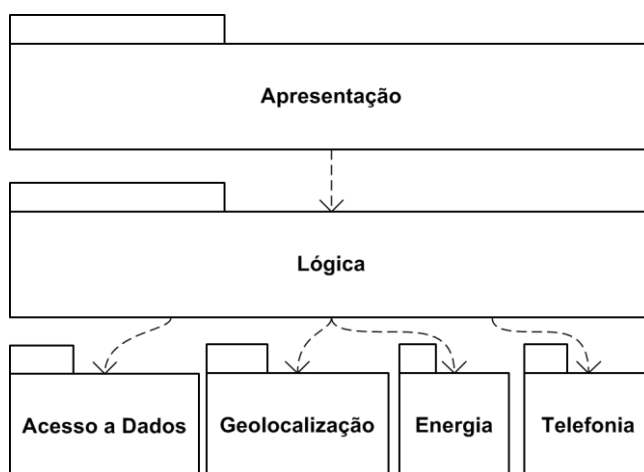 Apresentação
Lógica
Acesso a Dados
Geolocalização
Energia
Telefonia